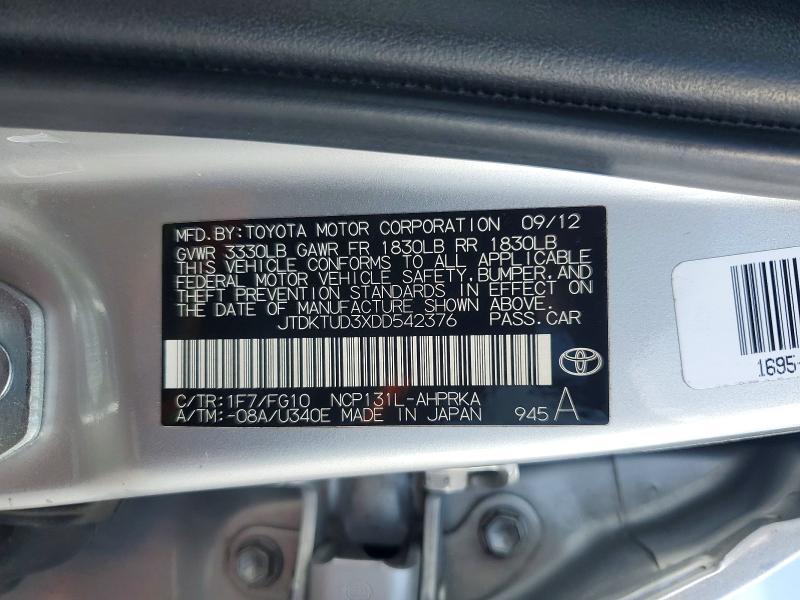 MFD.BY:TOYOTA MOTOR CORPORATION 09/12
GVWR 3330LB GAWR FR 1830LB RR 1830LB
THIS VEHICLE CONFORMS TO ALL APPLICABLE
FEDERAL MOTOR VEHICLE SAFETY,BUMPER,AND
THEFT PREVENTION STANDARDS IN EFFECT ON
THE DATE OF MANUFACTURE SHOWN ABOVE.
JTDKTUD3XDD542376 PASS.CAR
C/TR:1F7/FG10 NCP131L-AHPRKA
A/TM:-08A/U340E MADE IN JAPAN 945 A
1695-